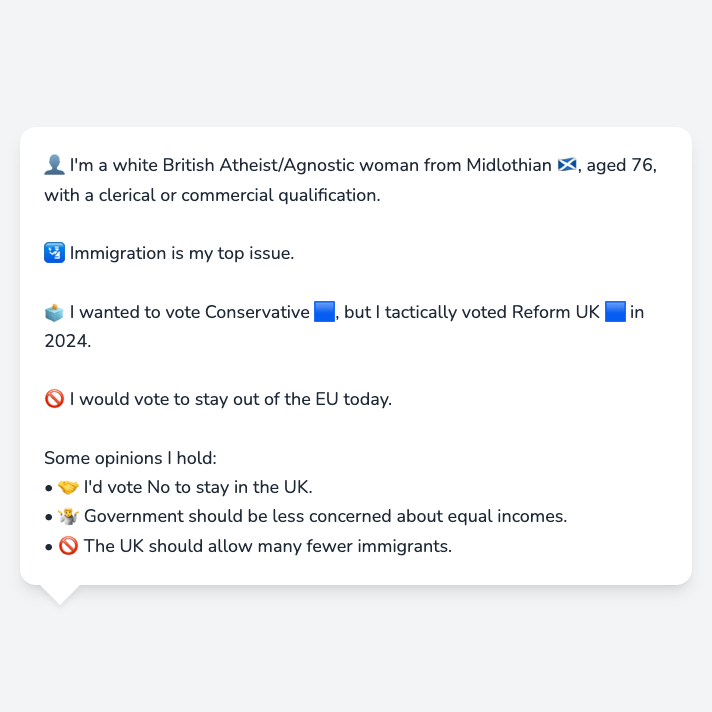 👤 I'm a white British Atheist/Agnostic woman from Midlothian 🏴󠁧󠁢󠁳󠁣󠁴󠁿, aged 76,
with a clerical or commercial qualification.
🛂 Immigration is my top issue.
🗳️ I wanted to vote Conservative 🟦, but I tactically voted Reform UK 🟦 in
2024.
🚫 I would vote to stay out of the EU today.
Some opinions I hold:
• 🤝 I'd vote No to stay in the UK.
• 🤷 Government should be less concerned about equal incomes.
• 🚫 The UK should allow many fewer immigrants.